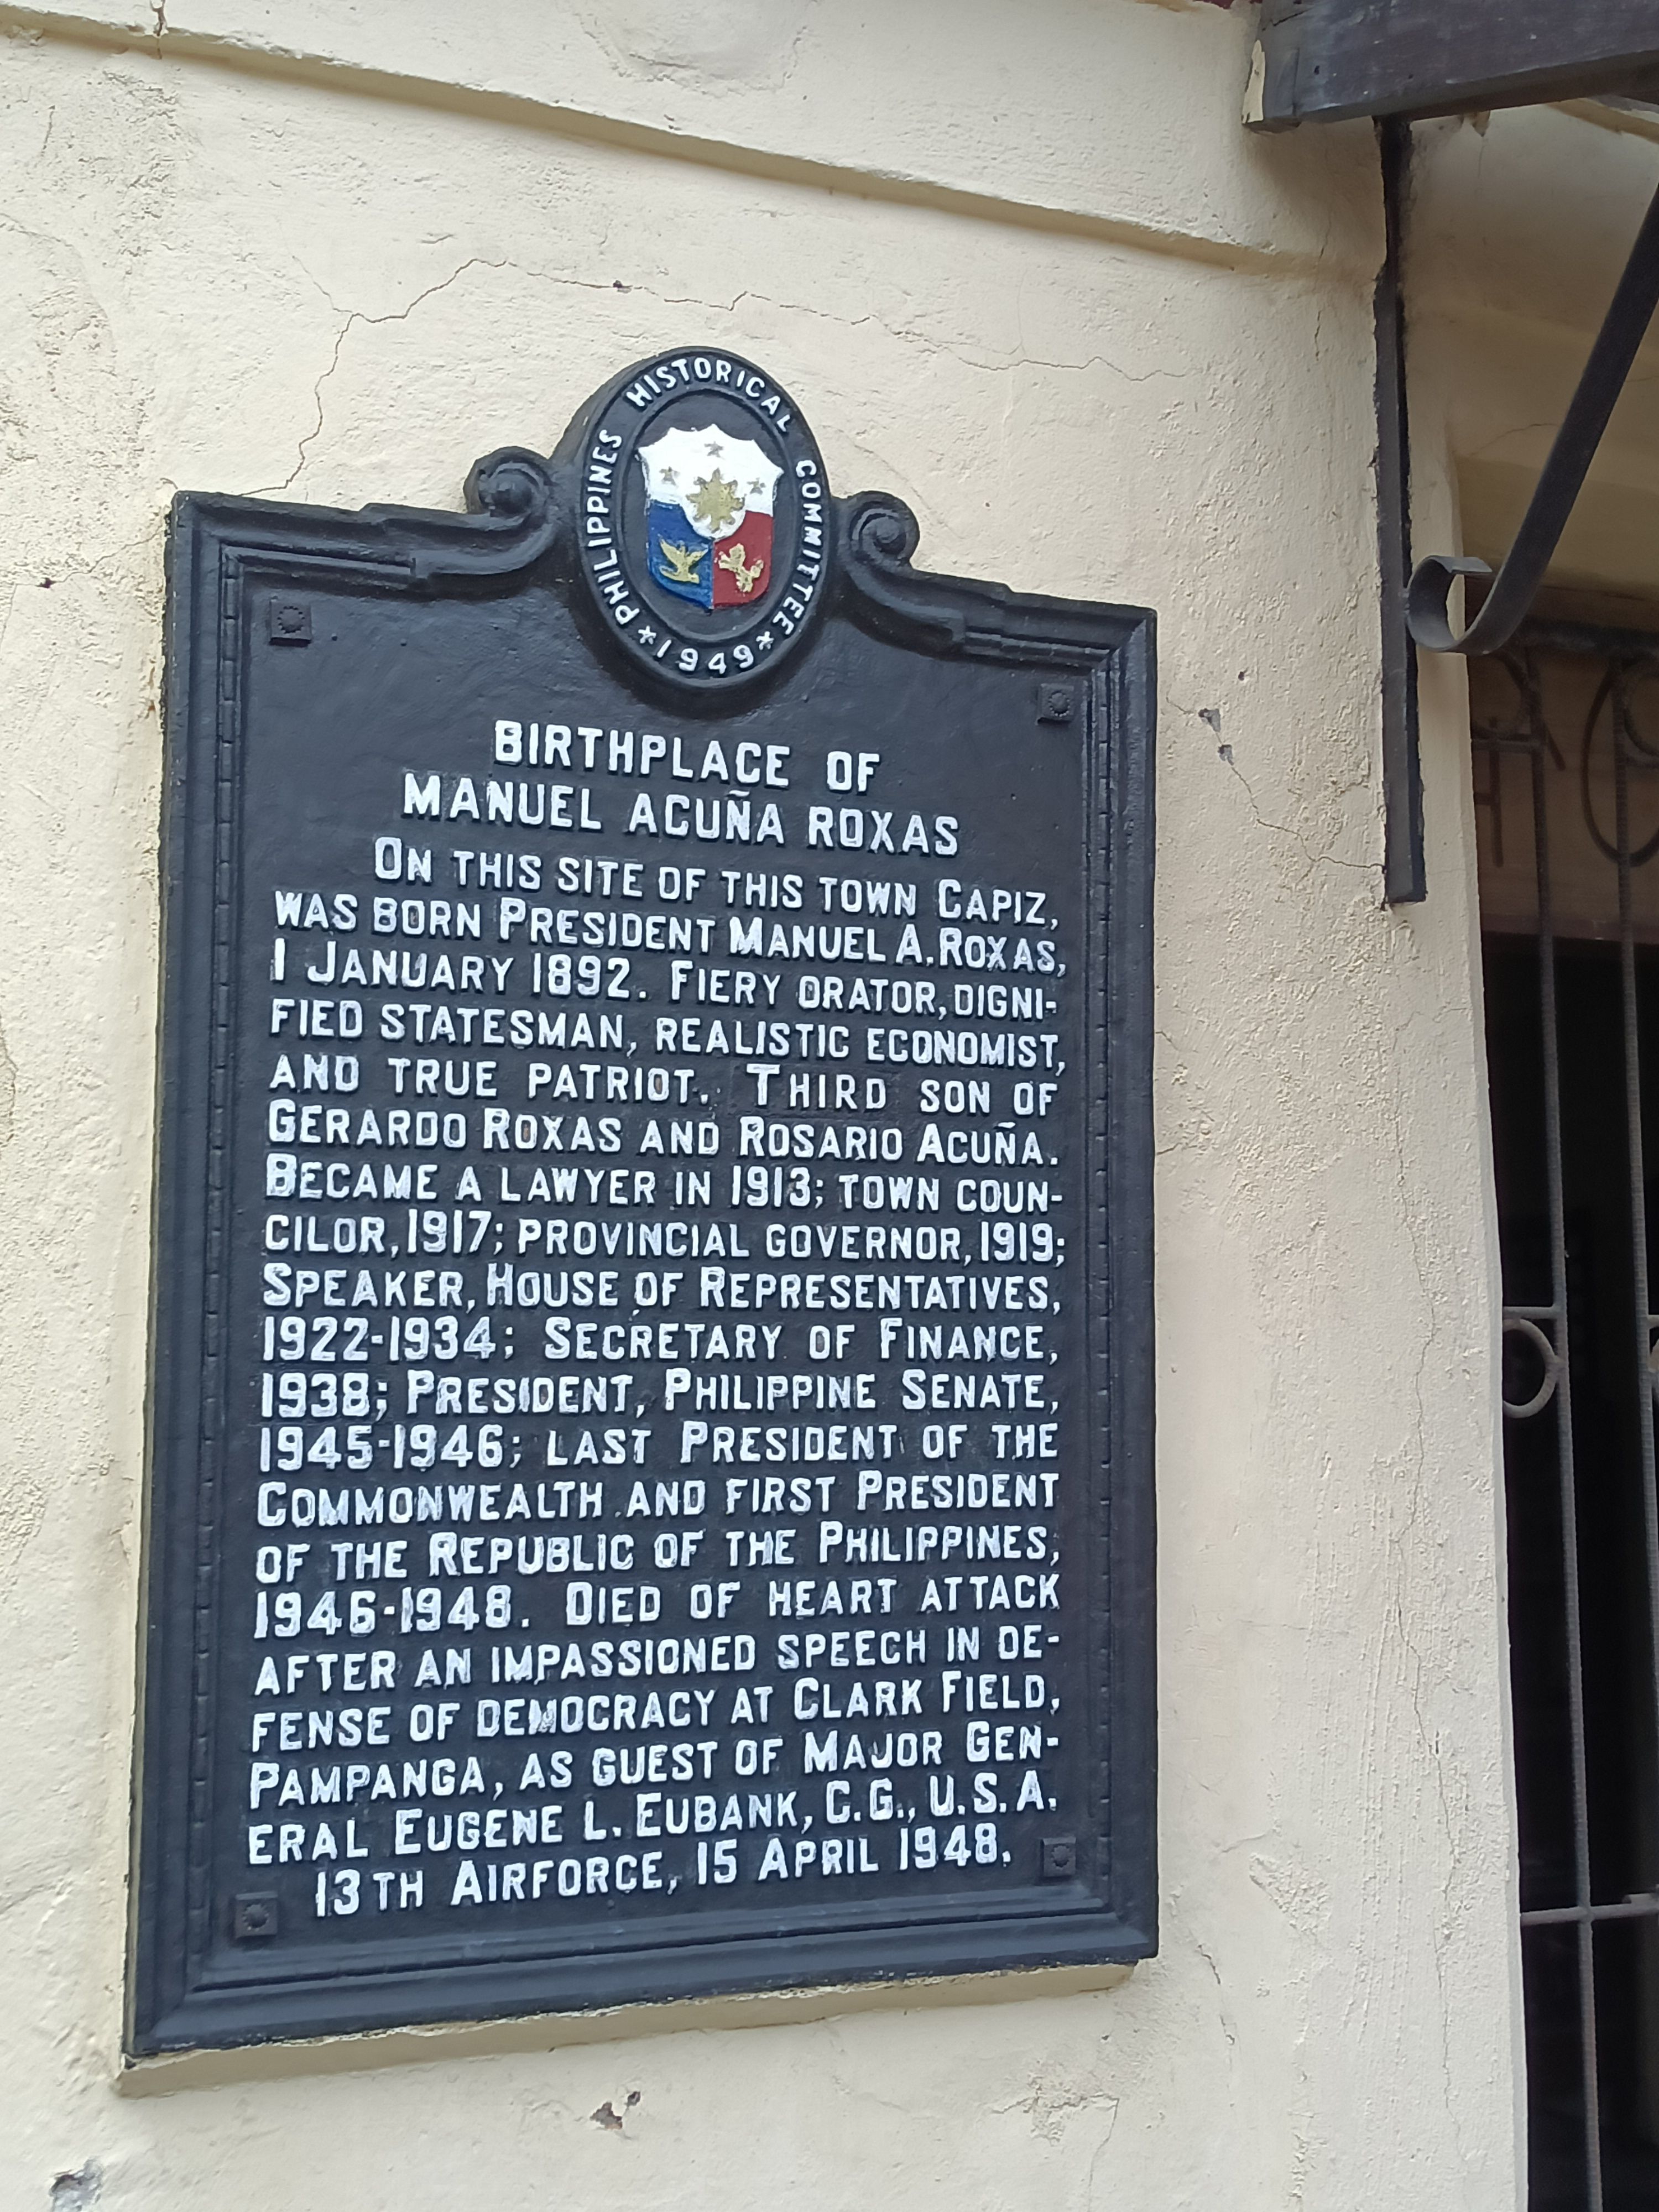 PHILIPPINES HISTORICAL COMMITTEE
* 1949 *
BIRTHPLACE OF
MANUEL ACUÑA ROXAS
ON THIS SITE OF THIS TOWN CAPIZ,
WAS BORN PRESIDENT MANUEL A. ROXAS,
1 JANUARY 1892. FIERY ORATOR, DIGNI-
FIED STATESMAN, REALISTIC ECONOMIST,
AND TRUE PATRIOT. THIRD SON OF
GERARDO ROXAS AND ROSARIO ACUÑA.
BECAME A LAWYER IN 1913; TOWN COUN-
CILOR, 1917; PROVINCIAL GOVERNOR, 1919;
SPEAKER, HOUSE OF REPRESENTATIVES,
1922-1934; SECRETARY OF FINANCE,
1938; PRESIDENT, PHILIPPINE SENATE,
1945-1946; LAST PRESIDENT OF THE
COMMONWEALTH AND FIRST PRESIDENT
OF THE REPUBLIC OF THE PHILIPPINES,
1946-1948. DIED OF HEART ATTACK
AFTER AN IMPASSIONED SPEECH IN DE-
FENSE OF DEMOCRACY AT CLARK FIELD,
PAMPANGA, AS GUEST OF MAJOR GEN-
ERAL EUGENE L. EUBANK, C.G., U.S.A.
13TH AIRFORCE, 15 APRIL 1948.